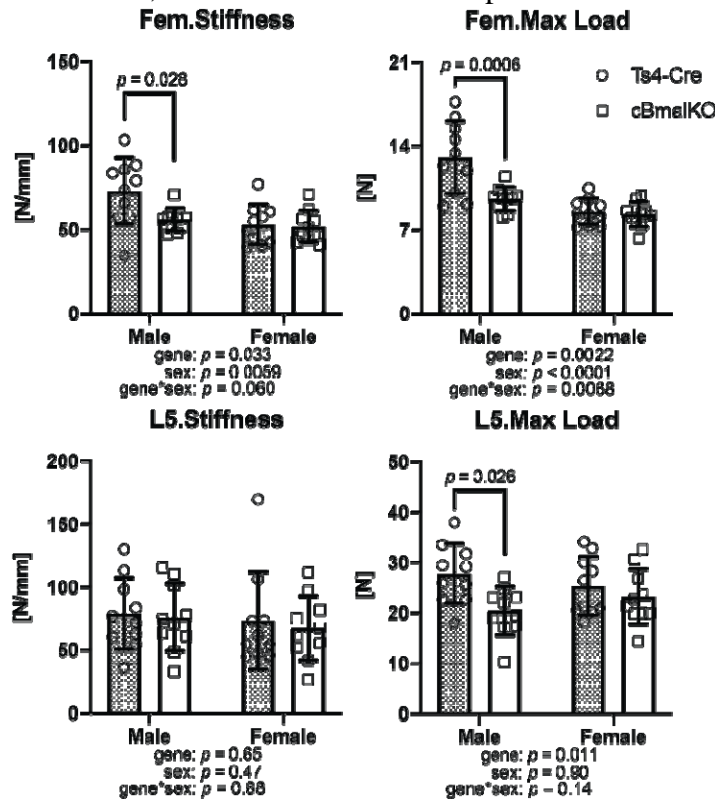 Fem.Stiffness
150
p = 0.028
100
[N/mm]
50
0
Male Female
gene: p = 0.033
sex: p = 0.0059
gene*sex: p = 0.060
Fem.Max Load
21
p = 0.0006
Ts4-Cre
cBmalKO
14
[N]
7
0
Male Female
gene: p = 0.0022
sex: p < 0.0001
gene*sex: p = 0.0068
L5.Stiffness
200
150
[N/mm]
100
50
0
Male Female
gene: p = 0.65
sex: p = 0.47
gene*sex: p = 0.88
L5.Max Load
50
40
p = 0.026
30
[N]
20
10
0
Male Female
gene: p = 0.011
sex: p = 0.90
gene*sex: p = 0.14